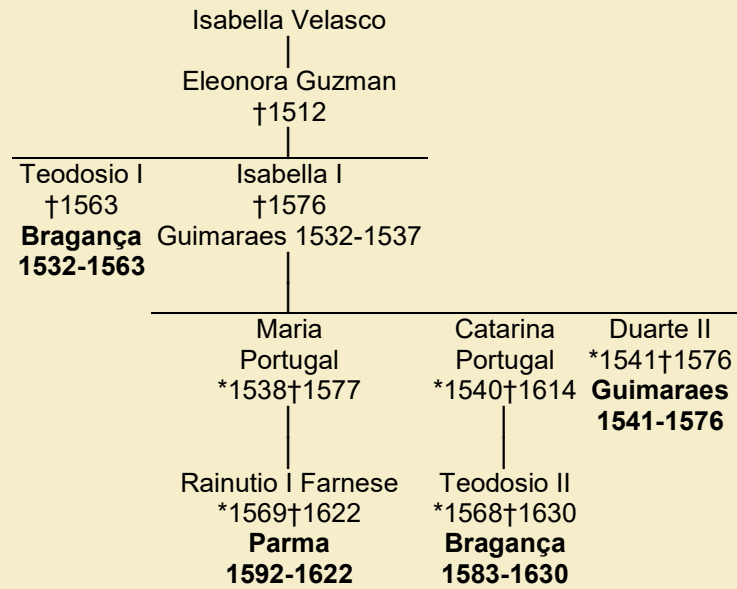 Isabella Velasco
Eleonora Guzman
†1512
Teodosio I
†1563
Bragança
1532-1563
Isabella I
†1576
Guimaraes 1532-1537
Maria
Portugal
*1538†1577
Catarina
Portugal
*1540†1614
Duarte II
*1541†1576
Guimaraes
1541-1576
Rainutio I Farnese
*1569†1622
Parma
1592-1622
Teodosio II
*1568†1630
Bragança
1583-1630